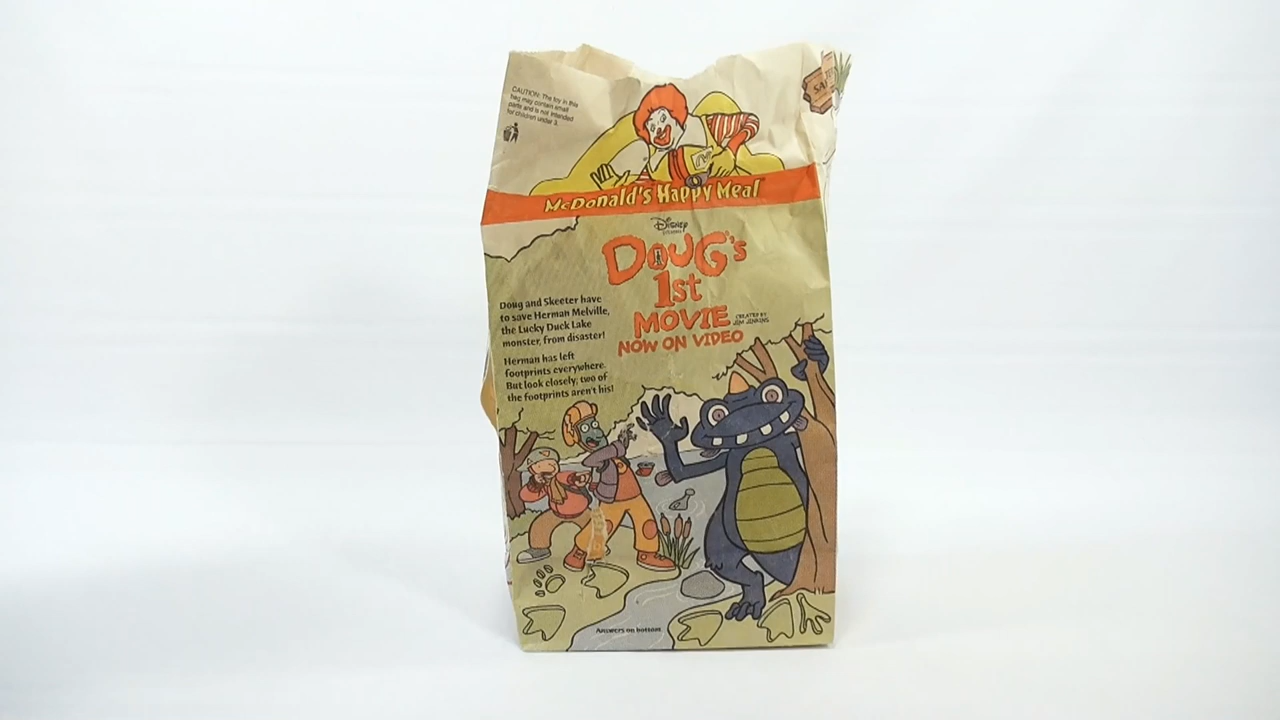 CAUTION: The toy in this
bag may contain small
parts and is not intended
for children under 3.
McDonald's Happy Meal
Disney
DOUG's
1st
MOVIE
CREATED BY
JIM JINKINS
NOW ON VIDEO
Doug and Skeeter have
to save Herman Melville,
the Lucky Duck Lake
monster, from disaster!
Herman has left
footprints everywhere.
But look closely; two of
the footprints aren't his!
Answers on bottom